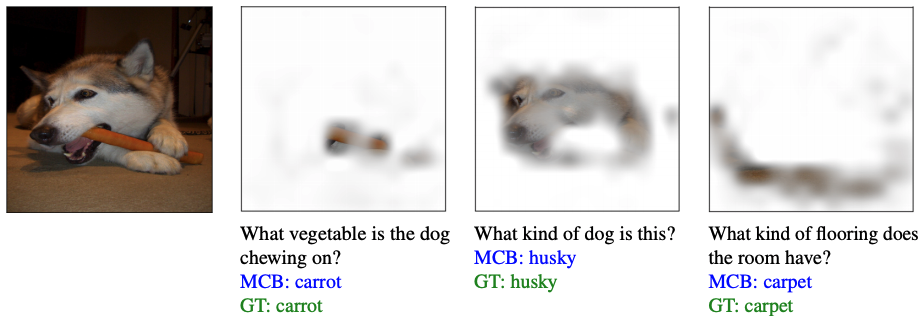 What vegetable is the dog
chewing on?
MCB: carrot
GT: carrot
What kind of dog is this?
MCB: husky
GT: husky
What kind of flooring does
the room have?
MCB: carpet
GT: carpet